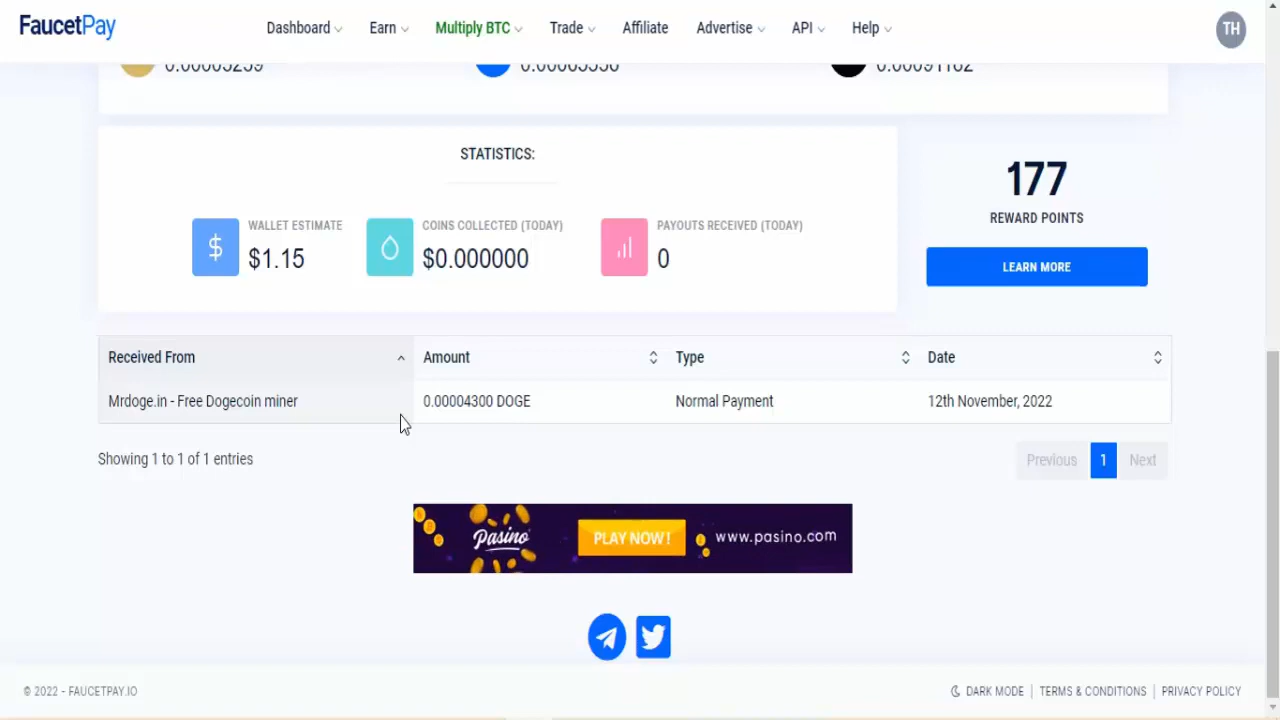 FaucetPay Dashboard Earn Multiply BTC Trade Affiliate Advertise API Help TH
STATISTICS:
WALLET ESTIMATE
$1.15
COINS COLLECTED (TODAY)
$0.000000
PAYOUTS RECEIVED (TODAY)
0
177
REWARD POINTS
LEARN MORE
Received From Amount Type Date
Mrdoge.in - Free Dogecoin miner 0.00004300 DOGE Normal Payment 12th November, 2022
Showing 1 to 1 of 1 entries Previous 1 Next
Pasino PLAY NOW! www.pasino.com
© 2022 - FAUCETPAY.IO DARK MODE TERMS & CONDITIONS PRIVACY POLICY